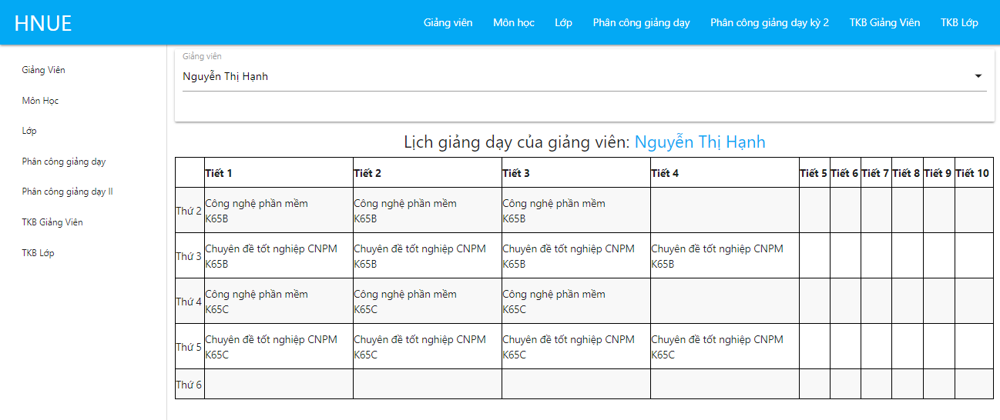 HNUE
Giảng viên Môn học Lớp Phân công giảng dạy Phân công giảng dạy kỳ 2 TKB Giảng Viên TKB Lớp
Giảng Viên
Môn Học
Lớp
Phân công giảng dạy
Phân công giảng dạy II
TKB Giảng Viên
TKB Lớp
Giảng viên
Nguyễn Thị Hạnh
Lịch giảng dạy của giảng viên: Nguyễn Thị Hạnh
Tiết 1 Tiết 2 Tiết 3 Tiết 4 Tiết 5 Tiết 6 Tiết 7 Tiết 8 Tiết 9 Tiết 10
Thứ 2
Công nghệ phần mềm Công nghệ phần mềm Công nghệ phần mềm
K65B K65B K65B
Thứ 3
Chuyên đề tốt nghiệp CNPM Chuyên đề tốt nghiệp CNPM Chuyên đề tốt nghiệp CNPM Chuyên đề tốt nghiệp CNPM
K65B K65B K65B K65B
Thứ 4
Công nghệ phần mềm Công nghệ phần mềm Công nghệ phần mềm
K65C K65C K65C
Thứ 5
Chuyên đề tốt nghiệp CNPM Chuyên đề tốt nghiệp CNPM Chuyên đề tốt nghiệp CNPM Chuyên đề tốt nghiệp CNPM
K65C K65C K65C K65C
Thứ 6